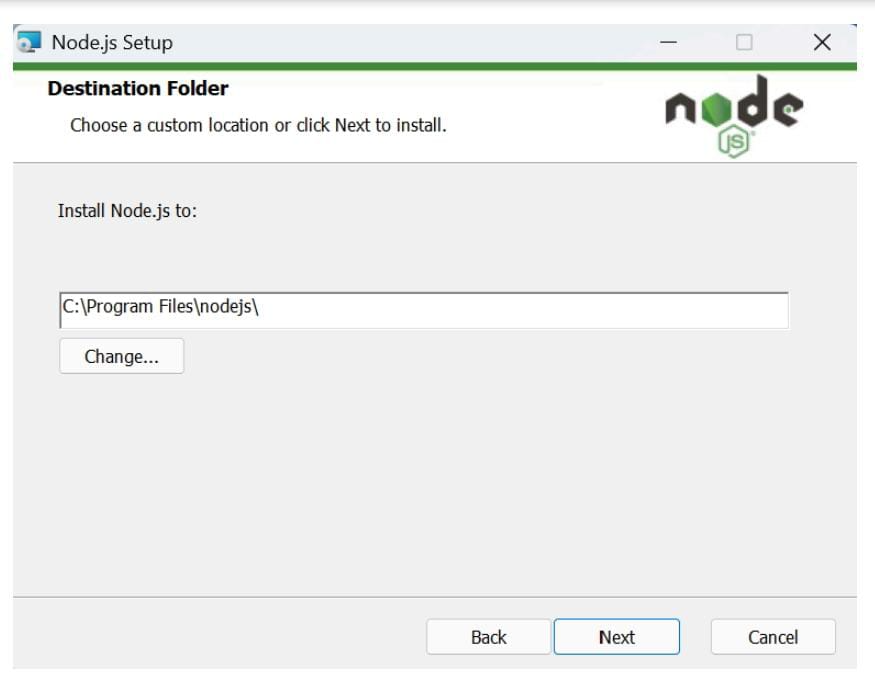 Node.js Setup
Destination Folder
Choose a custom location or click Next to install.
node
JS
Install Node.js to:
C:\Program Files\nodejs\
Change...
Back Next Cancel